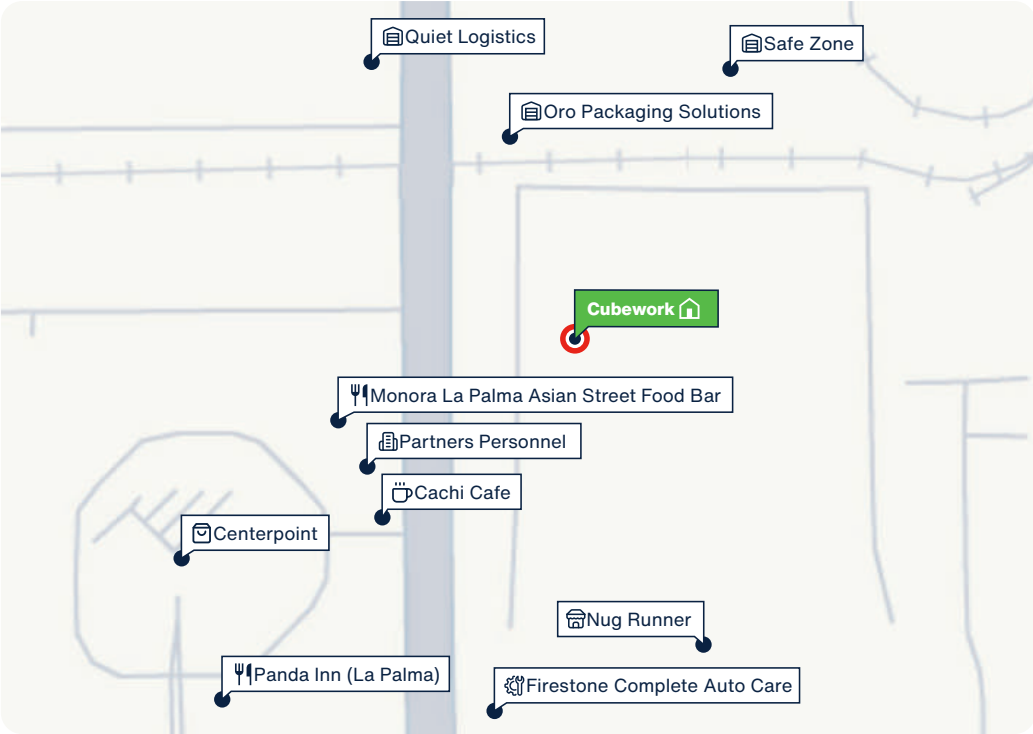 Quiet Logistics
Safe Zone
Oro Packaging Solutions
Cubework
Monora La Palma Asian Street Food Bar
Partners Personnel
Cachi Cafe
Centerpoint
Nug Runner
Panda Inn (La Palma)
Firestone Complete Auto Care